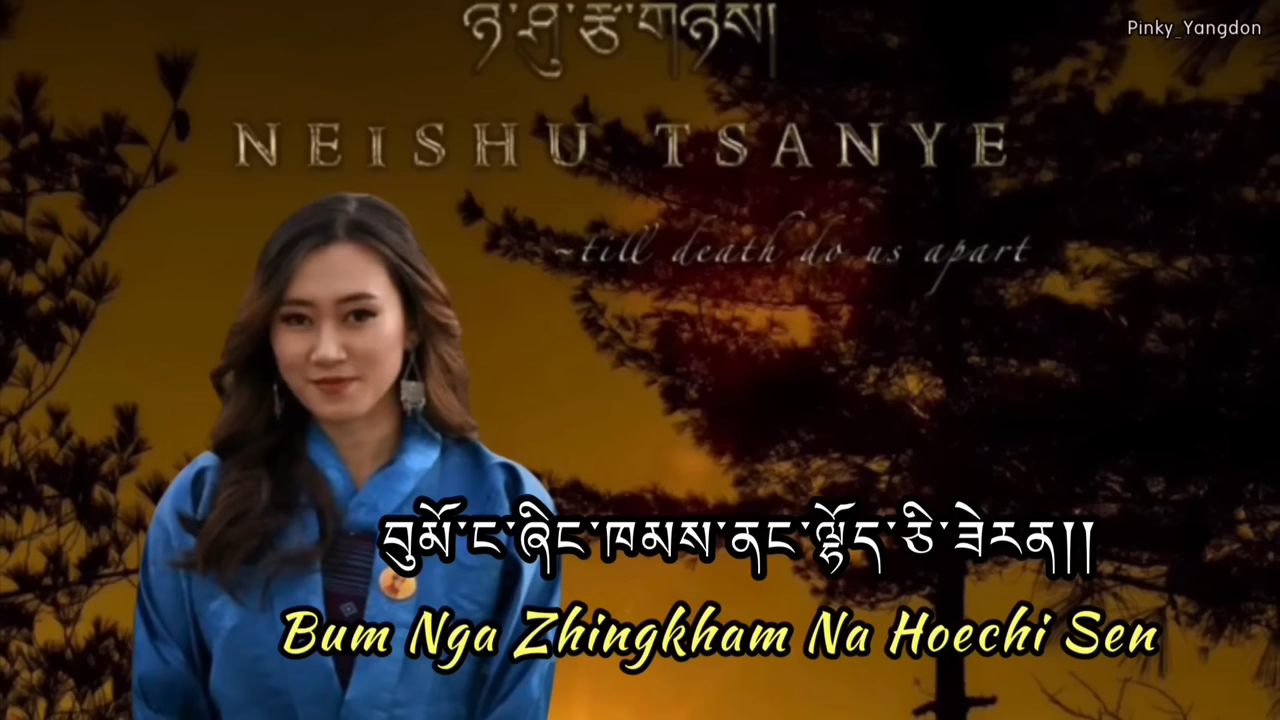 Pinky_Yangdon
ཉེ་ཤུ་རྩ་གཉིས།
NEISHU TSANYE
~till death do us apart
བུམོ་ང་ཞིང་ཁམས་ནང་ལྷོད་ཅི་ཟེརན།།
Bum Nga Zhingkham Na Hoechi Sen